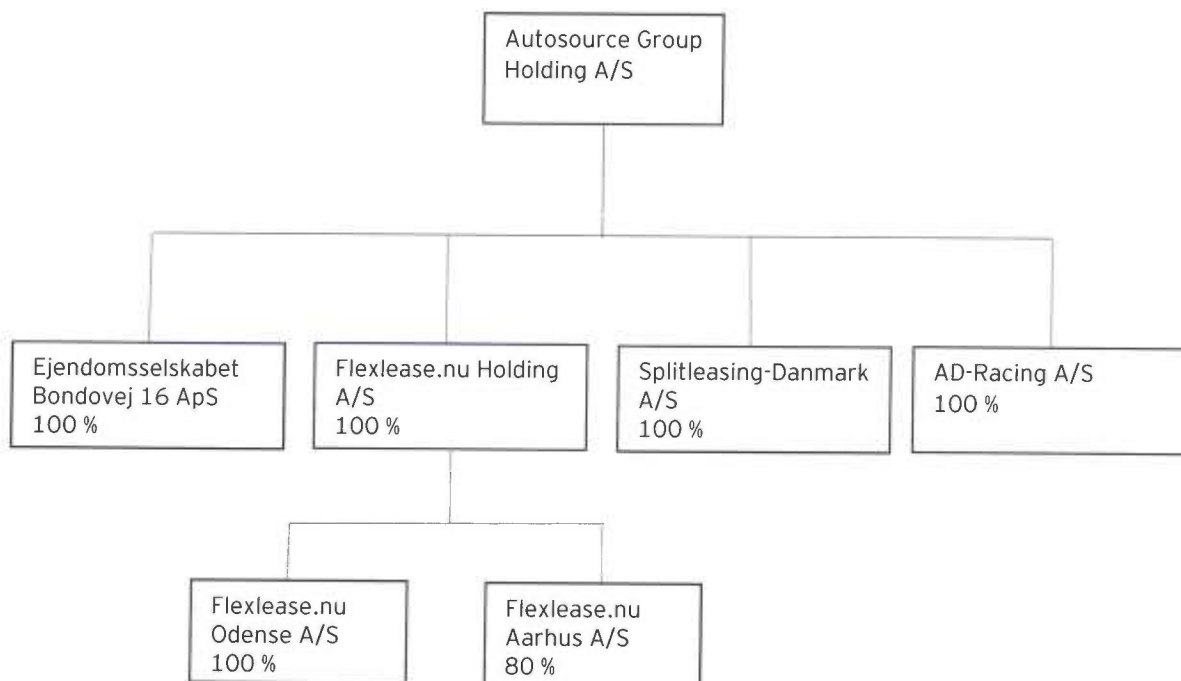 Autosource Group
Holding A/S
Ejendomsselskabet
Bondovej 16 ApS
100 %
Flexlease.nu Holding
A/S
100 %
Splitleasing-Danmark
A/S
100 %
AD-Racing A/S
100 %
Flexlease.nu
Odense A/S
100 %
Flexlease.nu
Aarhus A/S
80 %